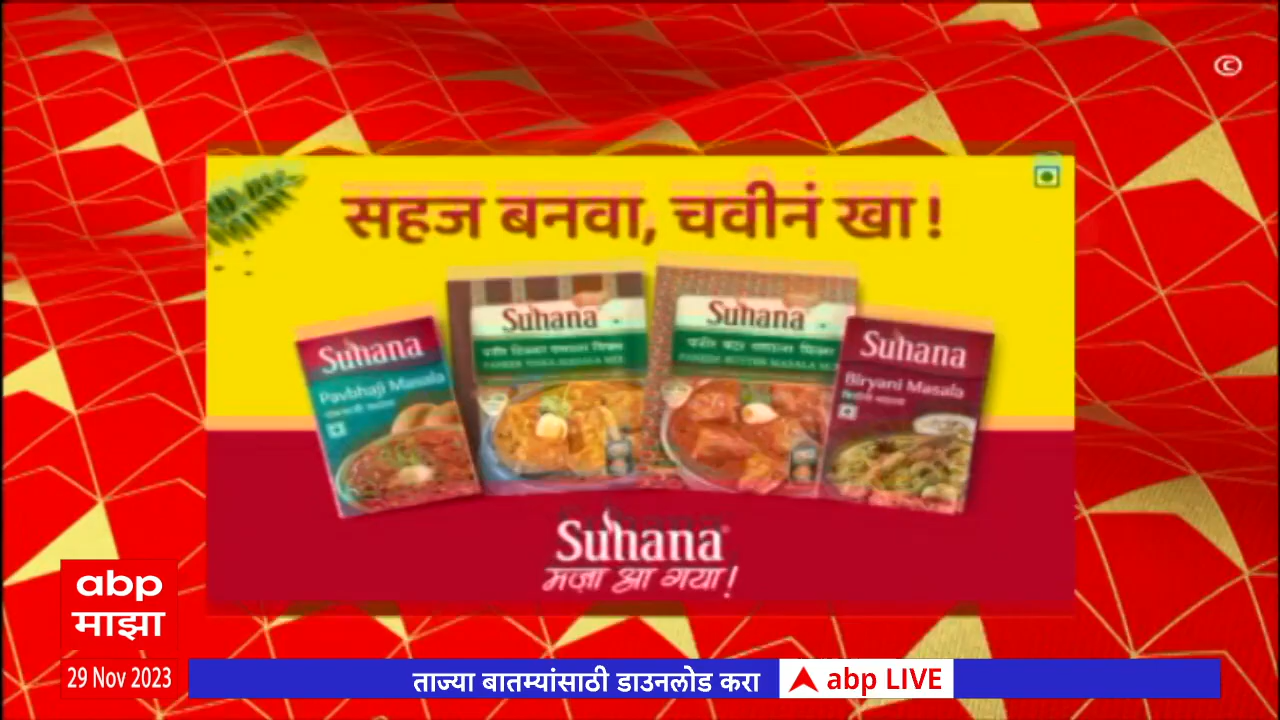 ©
सहज बनवा, चवीनं खा!
Suhana
Pavbhaji Masala
Suhana
Suhana
Suhana
Biryani Masala
Suhana
मज़ा आ गया!
abp
माझा
29 Nov 2023
ताज्या बातम्यांसाठी डाउनलोड करा
abp LIVE